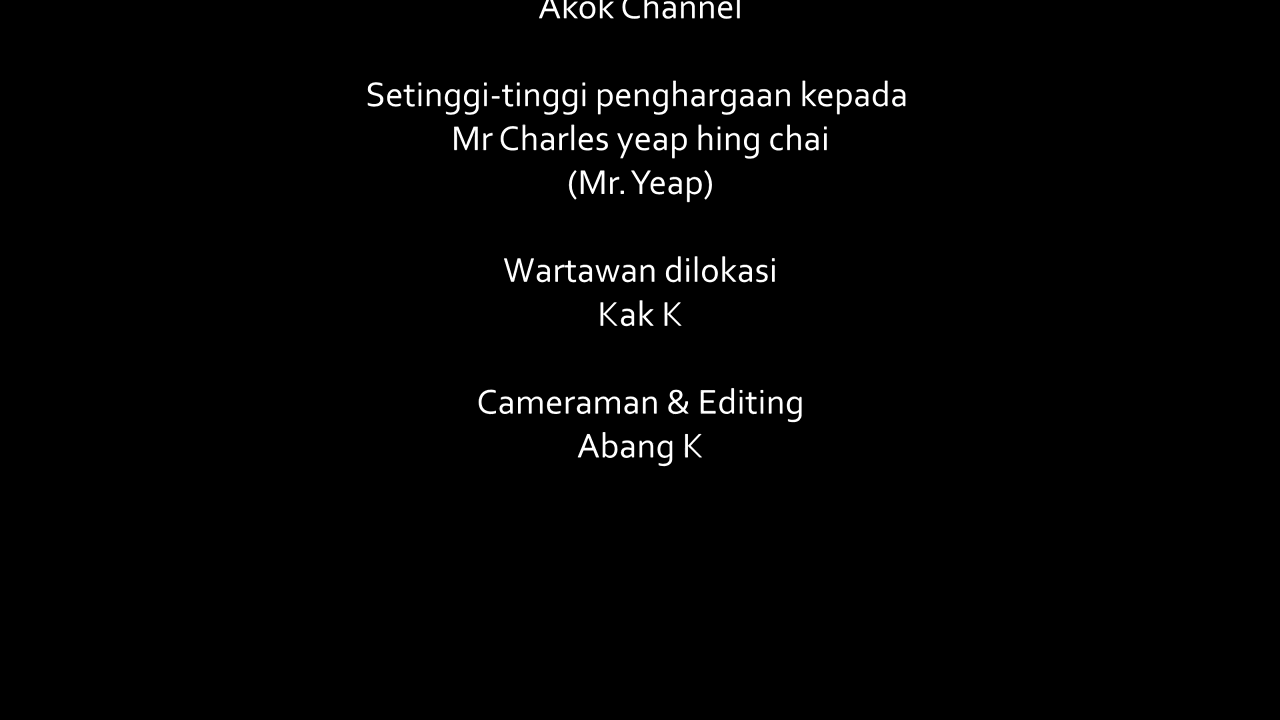 Akok Channel
Setinggi-tinggi penghargaan kepada
Mr Charles yeap hing chai
(Mr. Yeap)
Wartawan dilokasi
Kak K
Cameraman & Editing
Abang K